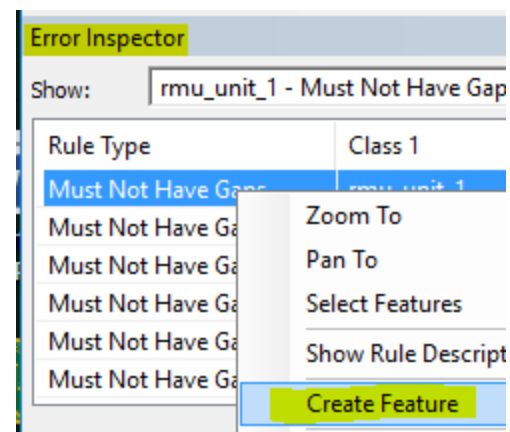 Error Inspector
Show: rmu_unit_1 - Must Not Have Gap
Rule Type Class 1
Must Not Have Gaps rmu_unit_1
Must Not Have Ga
Must Not Have Ga
Must Not Have Ga
Must Not Have Ga
Must Not Have Ga
Zoom To
Pan To
Select Features
Show Rule Descript
Create Feature